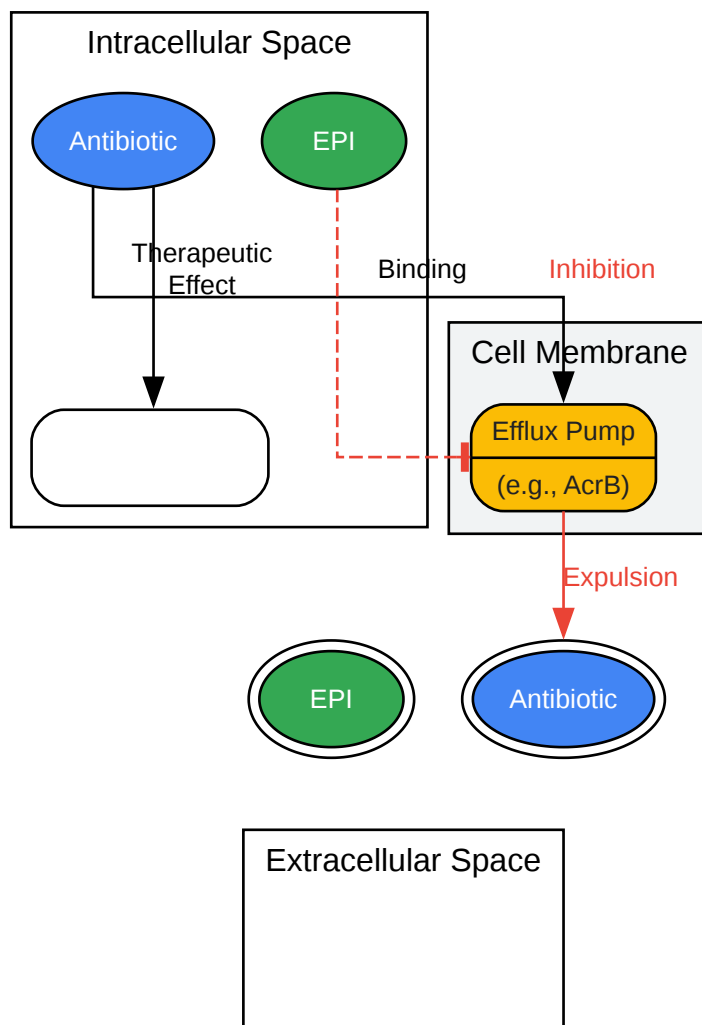 Intracellular Space
Antibiotic
EPI
Therapeutic
Effect
Binding
Inhibition
Cell Membrane
Efflux Pump
(e.g., AcrB)
Expulsion
EPI
Antibiotic
Extracellular Space